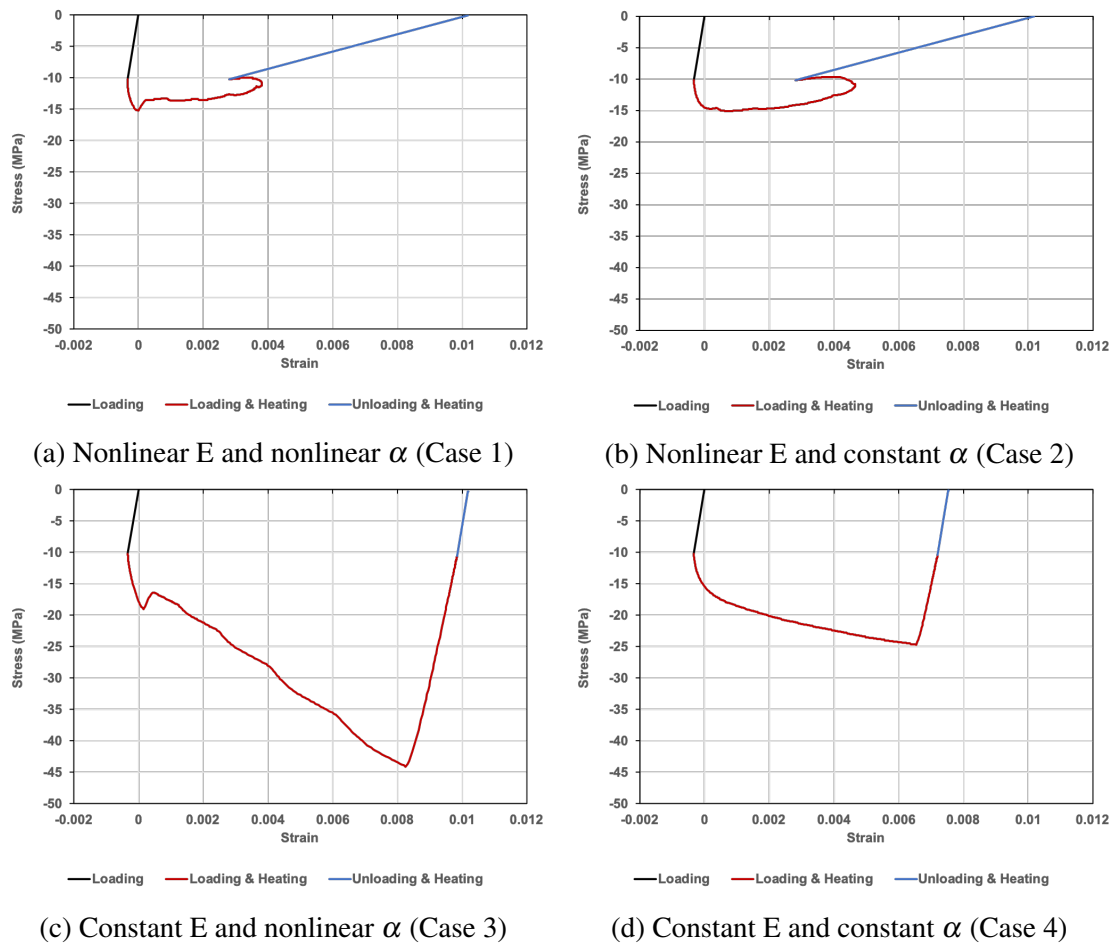 0
-5
-10
-15
-20
-25
-30
-35
-40
-45
-50
Stress (MPa)
-0.002 0 0.002 0.004 0.006 0.008 0.01 0.012
Strain
Loading Loading & Heating Unloading & Heating
(a) Nonlinear E and nonlinear α (Case 1)
0
-5
-10
-15
-20
-25
-30
-35
-40
-45
-50
Stress (MPa)
-0.002 0 0.002 0.004 0.006 0.008 0.01 0.012
Strain
Loading Loading & Heating Unloading & Heating
(b) Nonlinear E and constant α (Case 2)
0
-5
-10
-15
-20
-25
-30
-35
-40
-45
-50
Stress (MPa)
-0.002 0 0.002 0.004 0.006 0.008 0.01 0.012
Strain
Loading Loading & Heating Unloading & Heating
(c) Constant E and nonlinear α (Case 3)
0
-5
-10
-15
-20
-25
-30
-35
-40
-45
-50
Stress (MPa)
-0.002 0 0.002 0.004 0.006 0.008 0.01 0.012
Strain
Loading Loading & Heating Unloading & Heating
(d) Constant E and constant α (Case 4)